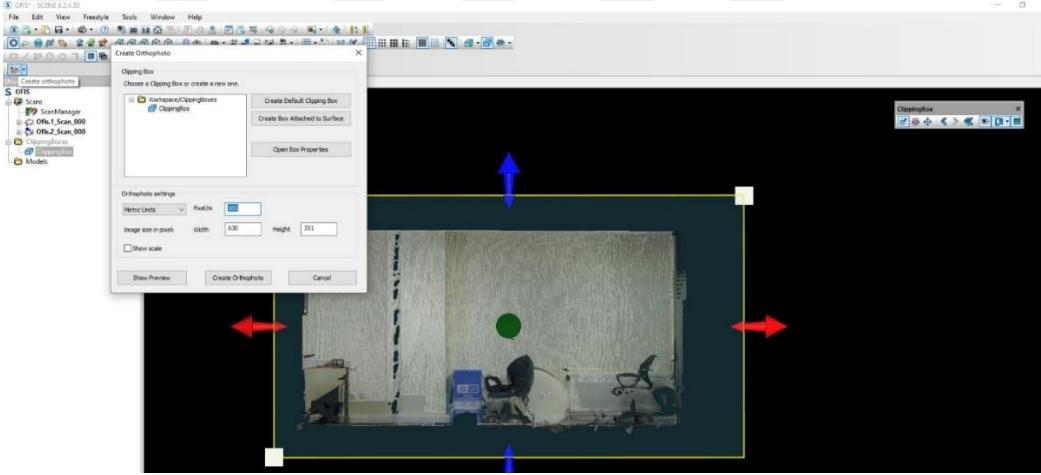 OFIS* - SCENE 6.2.4.30
File Edit View Freestyle Tools Window Help
Create Orthophoto
Create orthophoto
OFIS
Scans
ScanManager
Ofis.1_Scan_000
Ofis.2_Scan_000
ClippingBoxes
ClippingBox
Models
Clipping Box
Choose a Clipping Box or create a new one.
Workspace/ClippingBoxes
ClippingBox
Create Default Clipping Box
Create Box Attached to Surface
Open Box Properties
Orthophoto settings
Metric Units Pixel/m
Image size in pixel: Width 630 Height 351
Show scale
Show Preview Create Orthophoto Cancel
ClippingBox